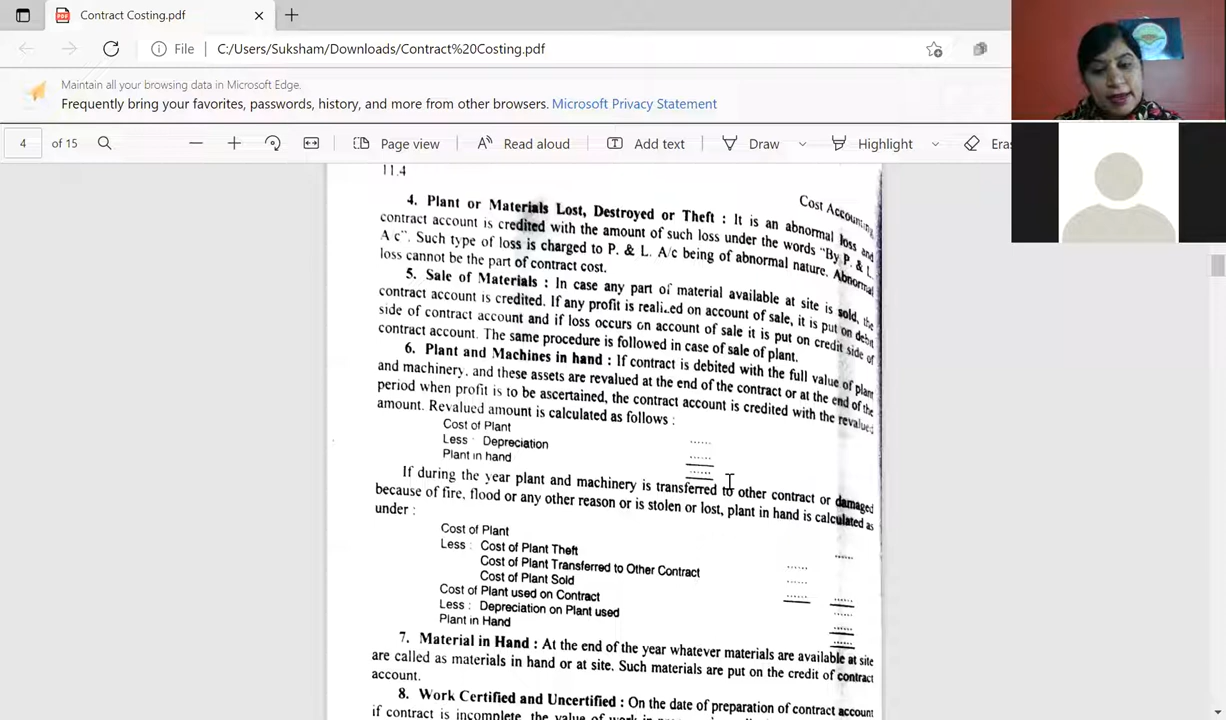 Contract Costing.pdf
File
C:/Users/Suksham/Downloads/Contract%20Costing.pdf
Maintain all your browsing data in Microsoft Edge.
Frequently bring your favorites, passwords, history, and more from other browsers. Microsoft Privacy Statement
4 of 15
Page view
Read aloud
Add text
Draw
Highlight
Eras
11.4
Cost Accounting
4. Plant or Materials Lost, Destroyed or Theft : It is an abnormal loss and
contract account is credited with the amount of such loss under the words "By P. & L.
A c". Such type of loss is charged to P. & L. A/c being of abnormal nature. Abnormal
loss cannot be the part of contract cost.
5. Sale of Materials : In case any part of material available at site is sold, the
contract account is credited. If any profit is reali..ed on account of sale, it is put on debit
side of contract account and if loss occurs on account of sale it is put on credit side of
contract account. The same procedure is followed in case of sale of plant.
6. Plant and Machines in hand : If contract is debited with the full value of plant
and machinery, and these assets are revalued at the end of the contract or at the end of the
period when profit is to be ascertained, the contract account is credited with the revalued
amount. Revalued amount is calculated as follows :
Cost of Plant ......
Less : Depreciation ......
Plant in hand ......
If during the year plant and machinery is transferred to other contract or damaged
because of fire, flood or any other reason or is stolen or lost, plant in hand is calculated as
under :
Cost of Plant ......
Less : Cost of Plant Theft ......
Cost of Plant Transferred to Other Contract ......
Cost of Plant Sold ...... ......
Cost of Plant used on Contract ......
Less : Depreciation on Plant used ......
Plant in Hand ......
7. Material in Hand : At the end of the year whatever materials are available at site
are called as materials in hand or at site. Such materials are put on the credit of contract
account.
8. Work Certified and Uncertified : On the date of preparation of contract account
if contract is incomplete, the value of work in